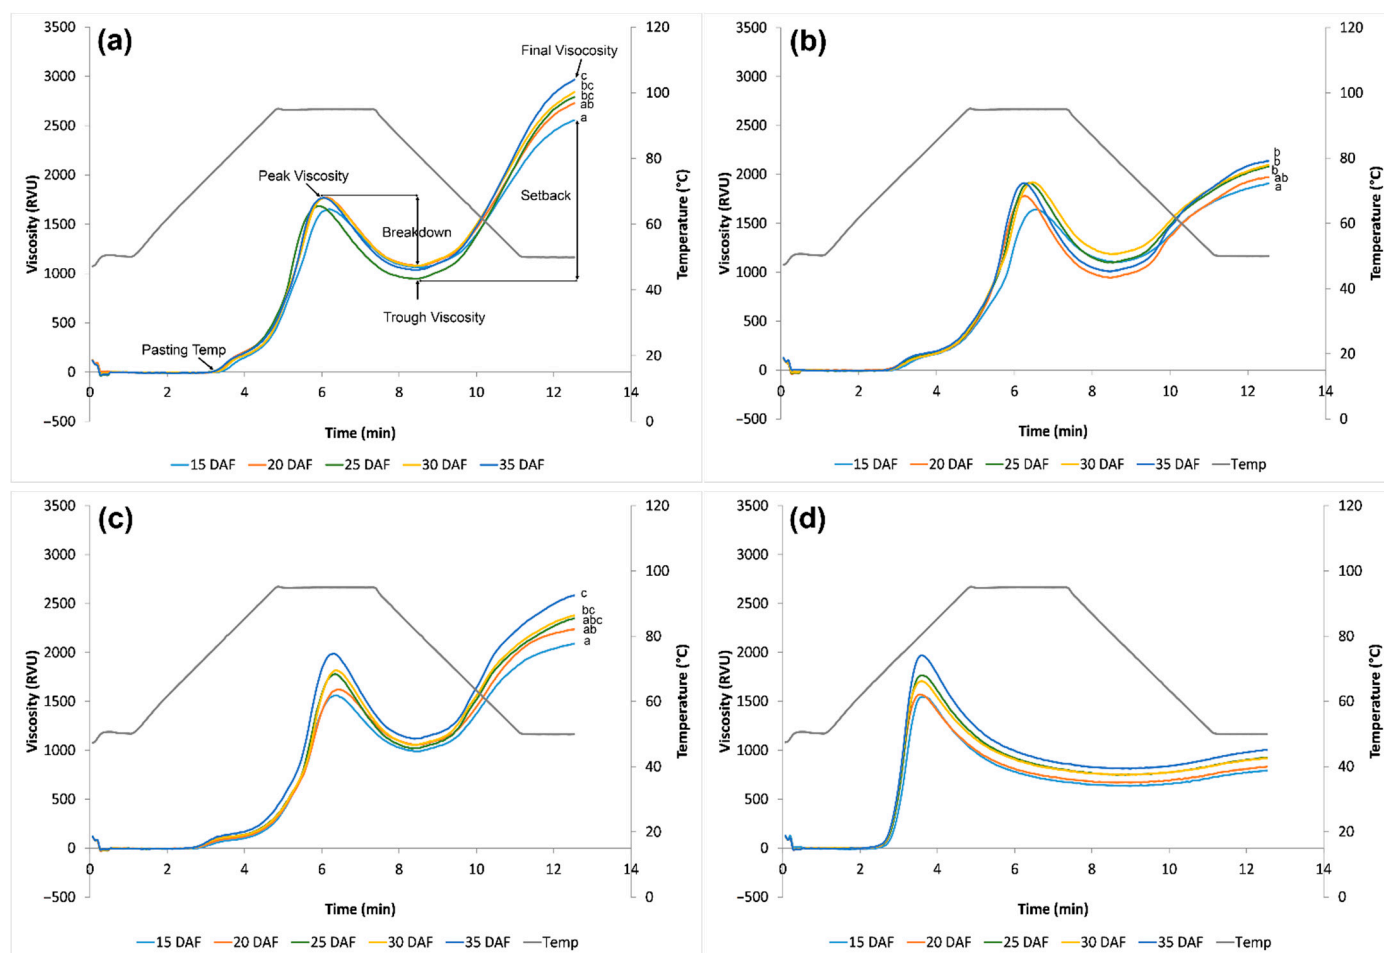 (a)
3500
3000
2500
2000
1500
1000
500
0
−500
Viscosity (RVU)
120
100
80
60
40
20
0
Temperature (°C)
0 2 4 6 8 10 12 14
Time (min)
Final Visocosity
c
bc
bc
ab
a
Peak Viscosity
Setback
Breakdown
Trough Viscosity
Pasting Temp
15 DAF 20 DAF 25 DAF 30 DAF 35 DAF
(b)
3500
3000
2500
2000
1500
1000
500
0
−500
Viscosity (RVU)
120
100
80
60
40
20
0
Temperature (°C)
0 2 4 6 8 10 12 14
Time (min)
b
b
b
ab
a
15 DAF 20 DAF 25 DAF 30 DAF 35 DAF Temp
(c)
3500
3000
2500
2000
1500
1000
500
0
−500
Viscosity (RVU)
120
100
80
60
40
20
0
Temperature (°C)
0 2 4 6 8 10 12 14
Time (min)
c
bc
abc
ab
a
15 DAF 20 DAF 25 DAF 30 DAF 35 DAF Temp
(d)
3500
3000
2500
2000
1500
1000
500
0
−500
Viscosity (RVU)
120
100
80
60
40
20
0
Temperature (°C)
0 2 4 6 8 10 12 14
Time (min)
15 DAF 20 DAF 25 DAF 30 DAF 35 DAF Temp